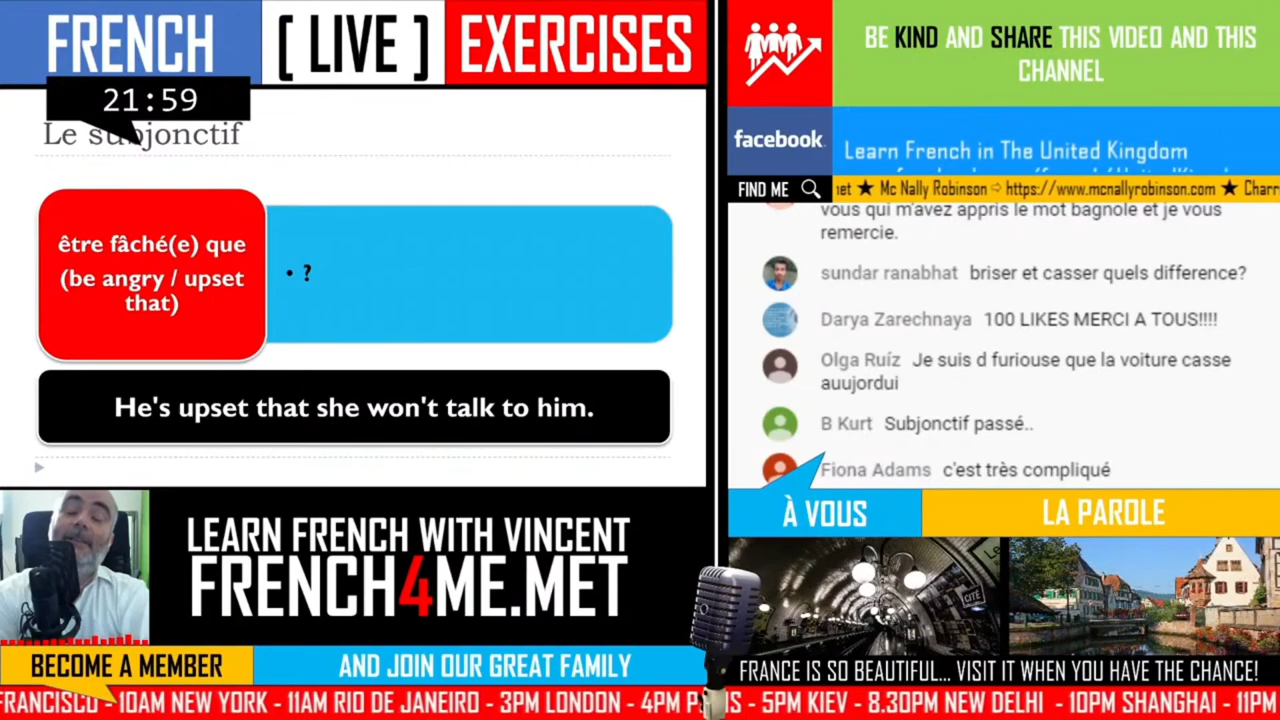 FRENCH [ LIVE ] EXERCISES
21:59
Le subjonctif
être fâché(e) que
(be angry / upset
that)
• ?
He's upset that she won't talk to him.
LEARN FRENCH WITH VINCENT
FRENCH4ME.MET
BECOME A MEMBER
AND JOIN OUR GREAT FAMILY
BE KIND AND SHARE THIS VIDEO AND THIS
CHANNEL
facebook
Learn French in The United Kingdom
FIND ME
net ★ Mc Nally Robinson ⇨ https://www.mcnallyrobinson.com ★ Charr
vous qui m'avez appris le mot bagnole et je vous
remercie.
sundar ranabhat briser et casser quels difference?
Darya Zarechnaya 100 LIKES MERCI A TOUS!!!!
Olga Ruíz Je suis d furiouse que la voiture casse
auujordui
B Kurt Subjonctif passé..
Fiona Adams c'est très compliqué
À VOUS
LA PAROLE
CITÉ
FRANCE IS SO BEAUTIFUL... VISIT IT WHEN YOU HAVE THE CHANCE!
FRANCISCO - 10AM NEW YORK - 11AM RIO DE JANEIRO - 3PM LONDON - 4PM PARIS - 5PM KIEV - 8.30PM NEW DELHI - 10PM SHANGHAI - 11PM